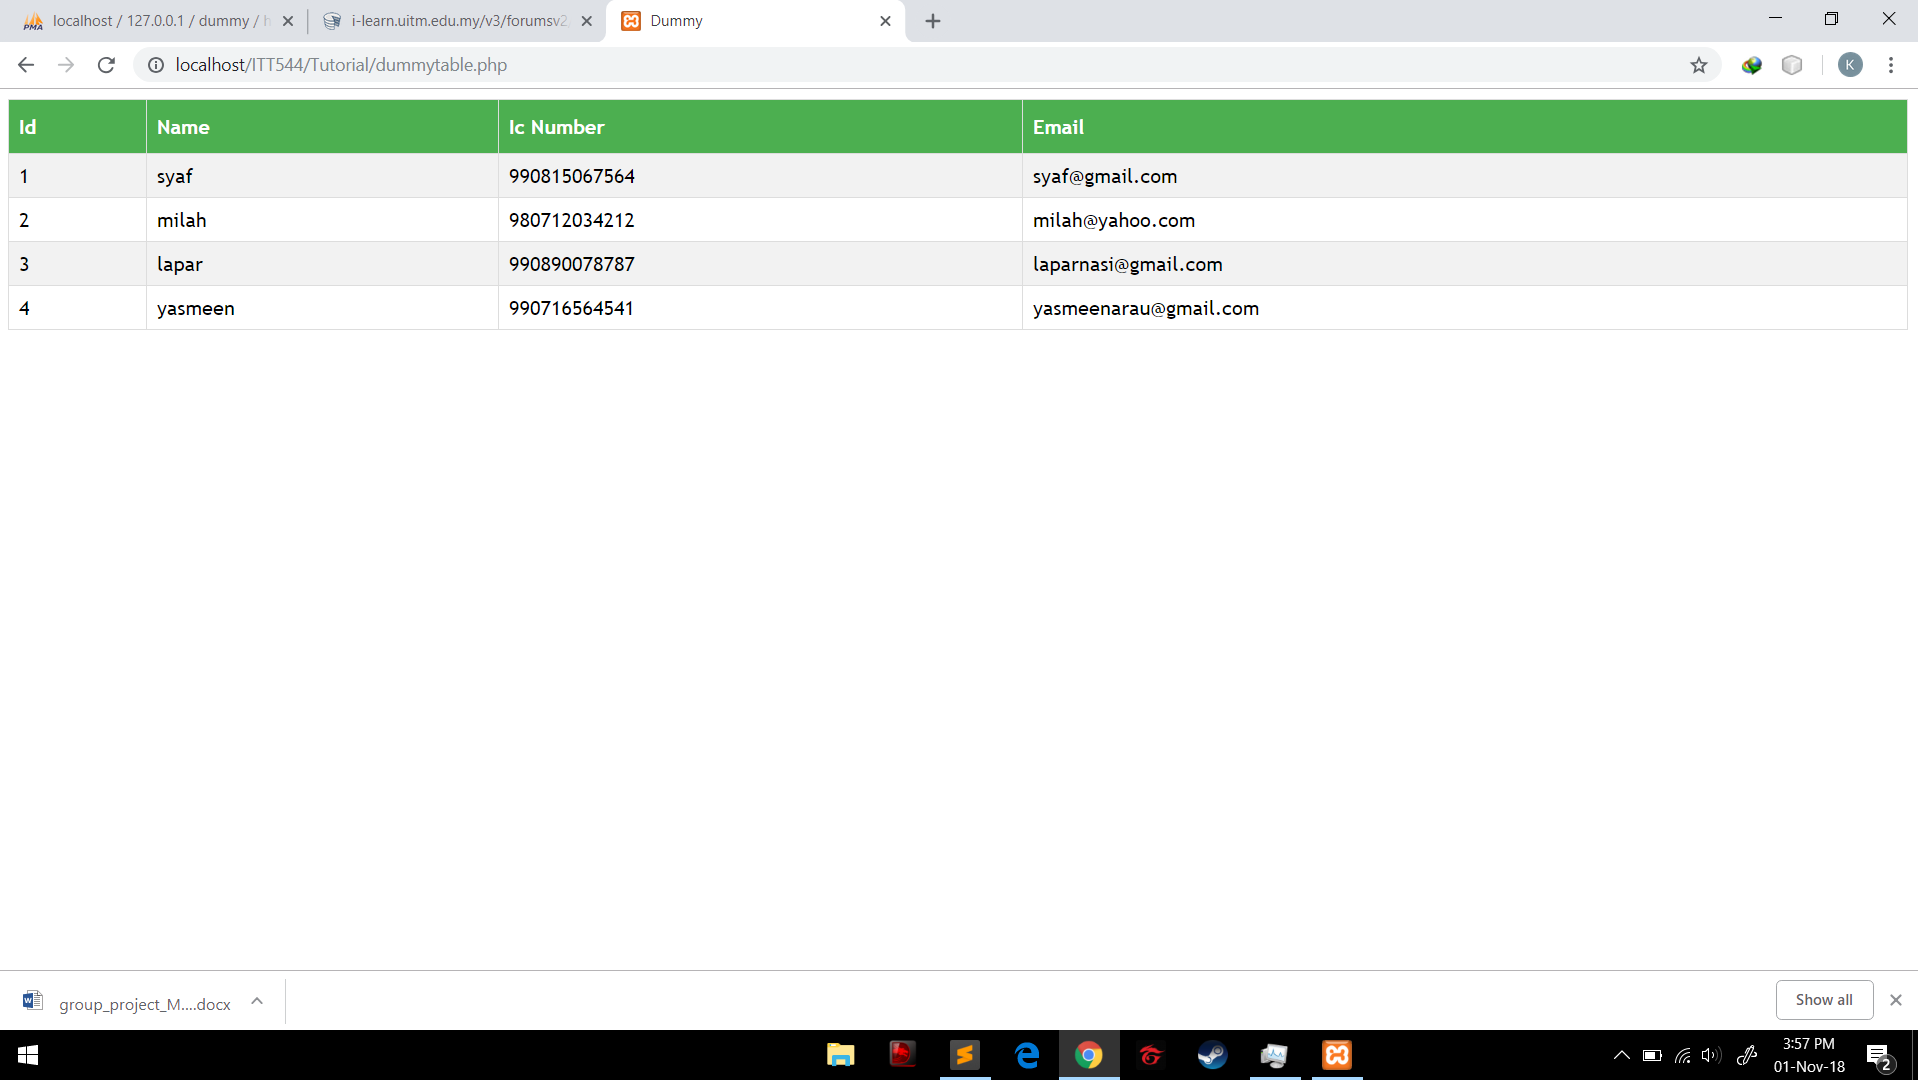 localhost / 127.0.0.1 / dummy / h
i-learn.uitm.edu.my/v3/forumsv2
Dummy
localhost/ITT544/Tutorial/dummytable.php
K
Id Name Ic Number Email
1 syaf 990815067564 syaf@gmail.com
2 milah 980712034212 milah@yahoo.com
3 lapar 990890078787 laparnasi@gmail.com
4 yasmeen 990716564541 yasmeenarau@gmail.com
group_project_M....docx
Show all
3:57 PM
01-Nov-18
2